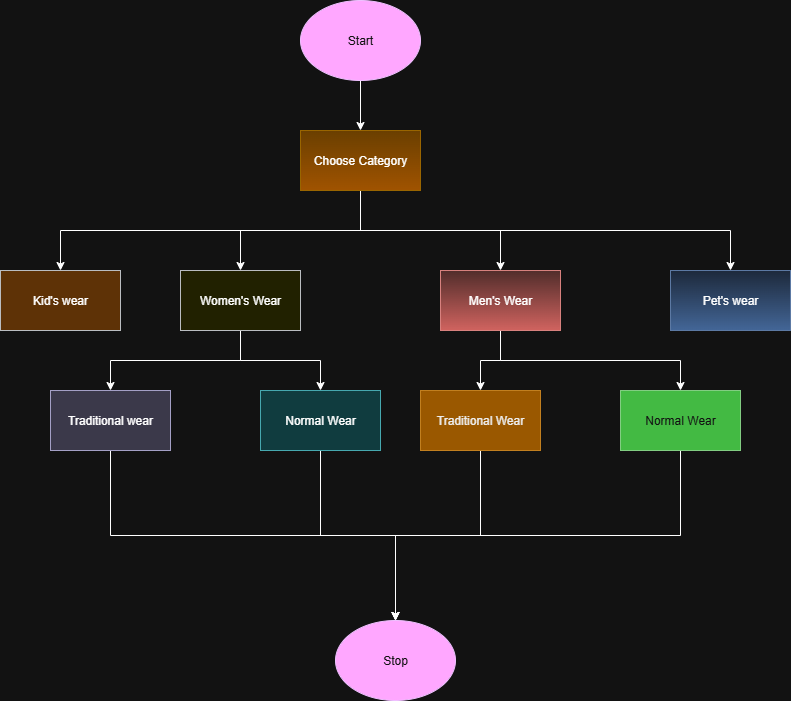 Start
Choose Category
Kid's wear
Women's Wear
Men's Wear
Pet's wear
Traditional wear
Normal Wear
Traditional Wear
Normal Wear
Stop